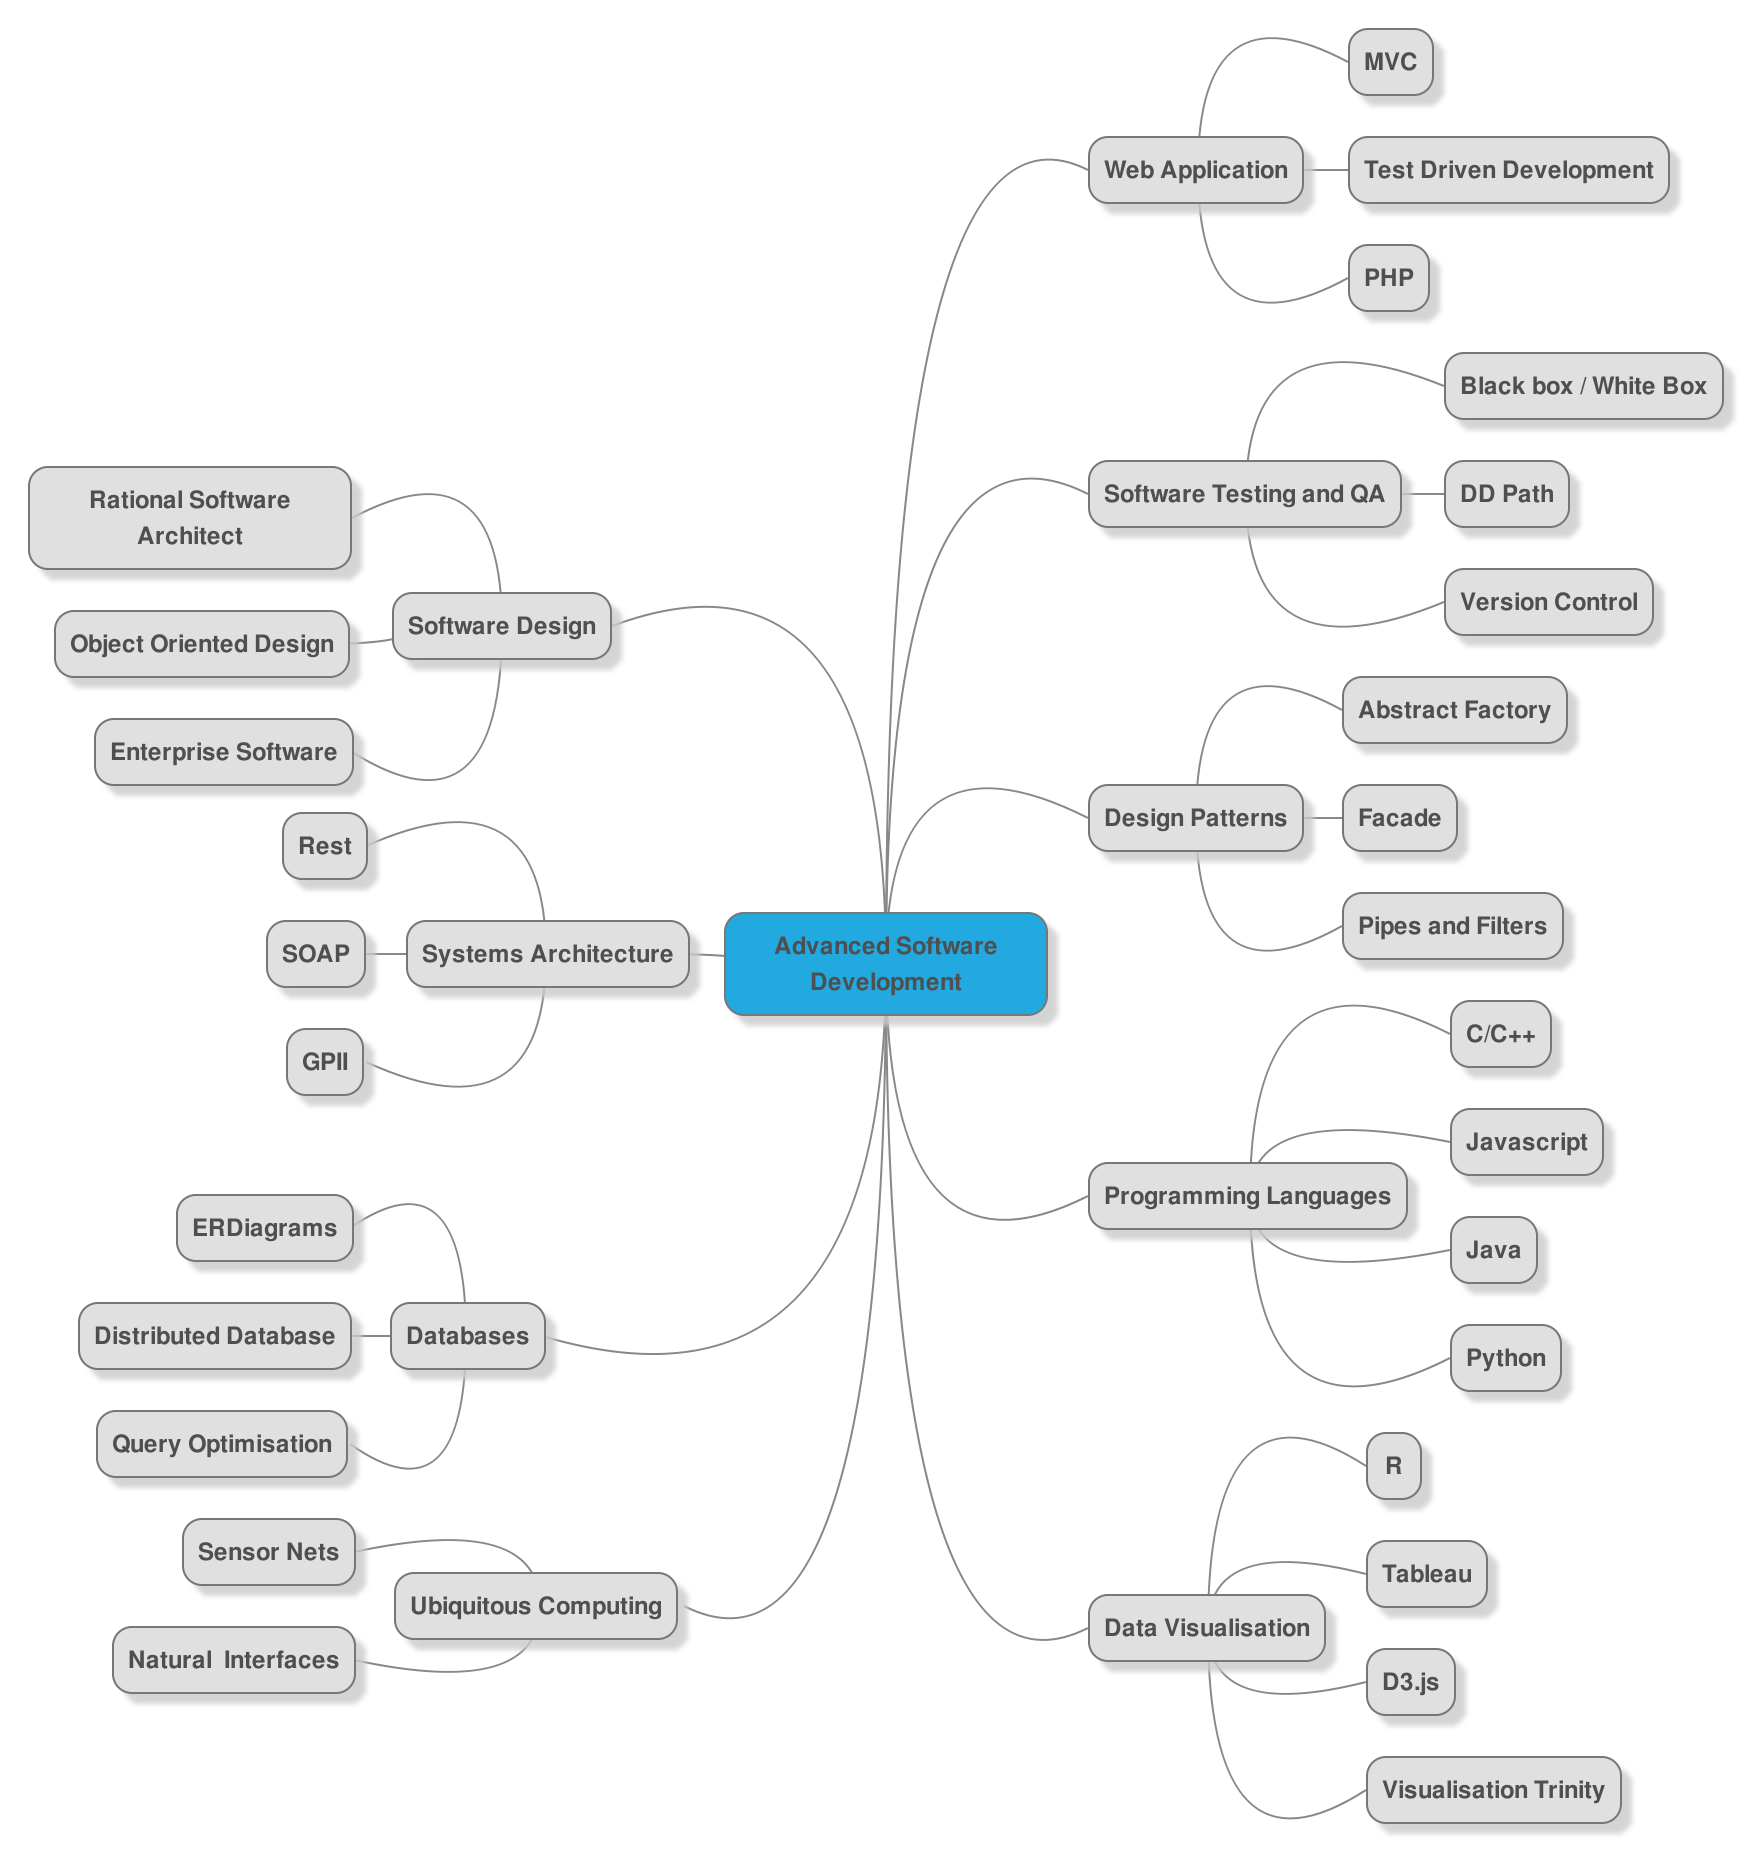 MVC
Web Application
Test Driven Development
PHP
Black box / White Box
Software Testing and QA
DD Path
Version Control
Abstract Factory
Design Patterns
Facade
Pipes and Filters
C/C++
Javascript
Programming Languages
Java
Python
R
Tableau
Data Visualisation
D3.js
Visualisation Trinity
Advanced Software
Development
Rational Software
Architect
Software Design
Object Oriented Design
Enterprise Software
Rest
SOAP
Systems Architecture
GPII
ERDiagrams
Distributed Database
Databases
Query Optimisation
Sensor Nets
Ubiquitous Computing
Natural  Interfaces